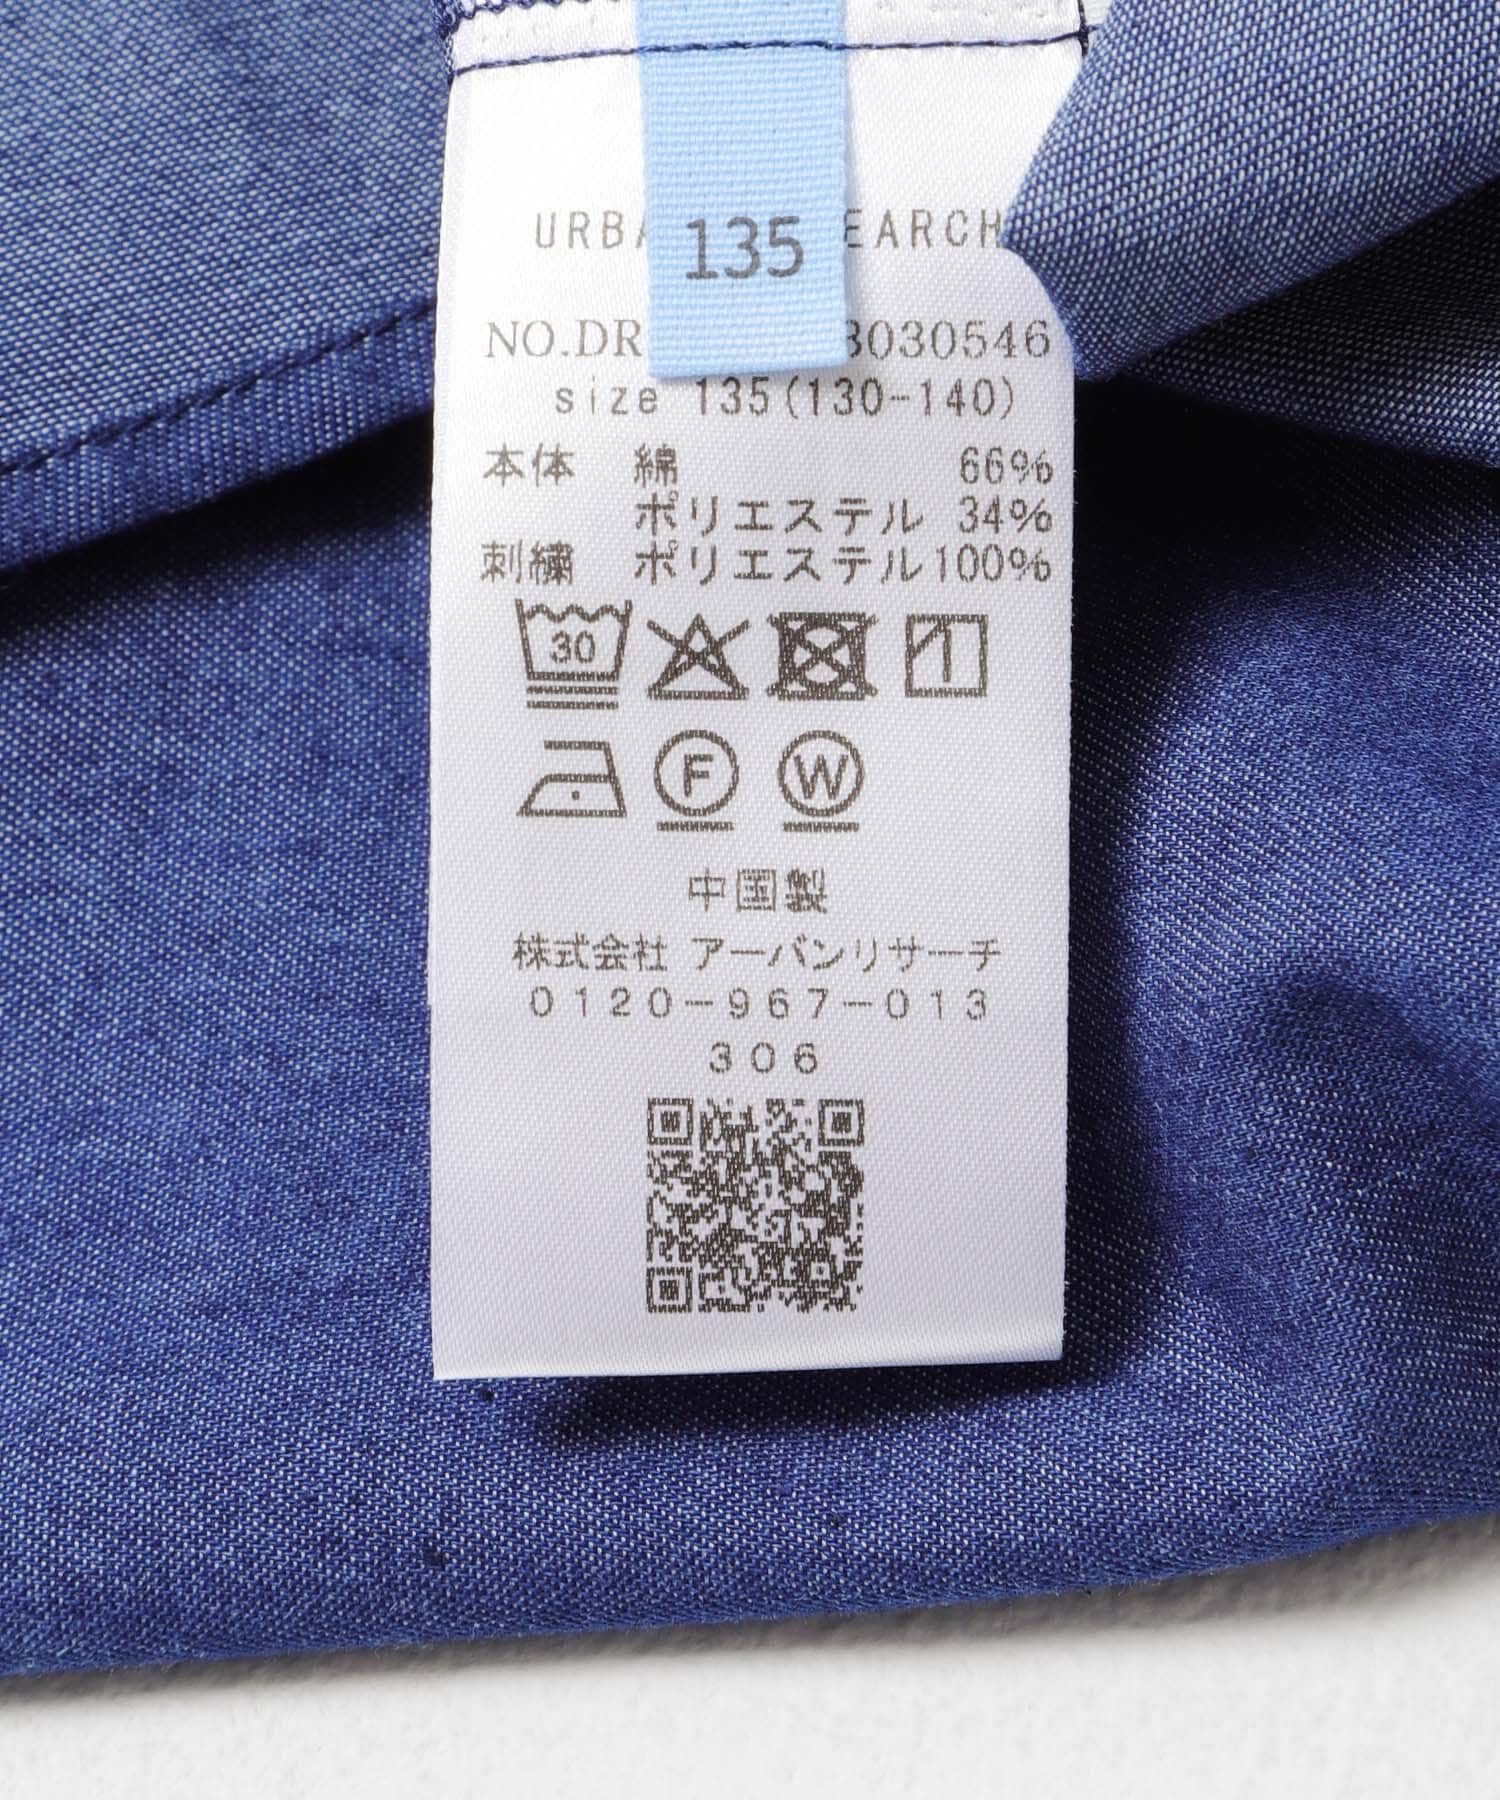 135
EARCH
NO.DR 3030546
size 135(130-140)
本体 綿 66%
ポリエステル 34%
刺繍 ポリエステル100%
30
F W
中国製
株式会社 アーバンリサーチ
0120-967-013
306